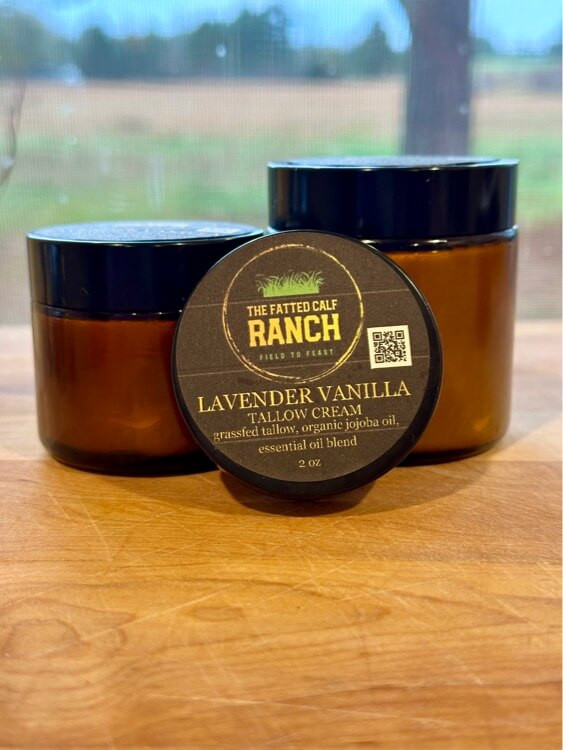 THE FATTED CALF
RANCH
FIELD TO FEAST
LAVENDER VANILLA
TALLOW CREAM
grassfed tallow, organic jojoba oil,
essential oil blend
2 oz